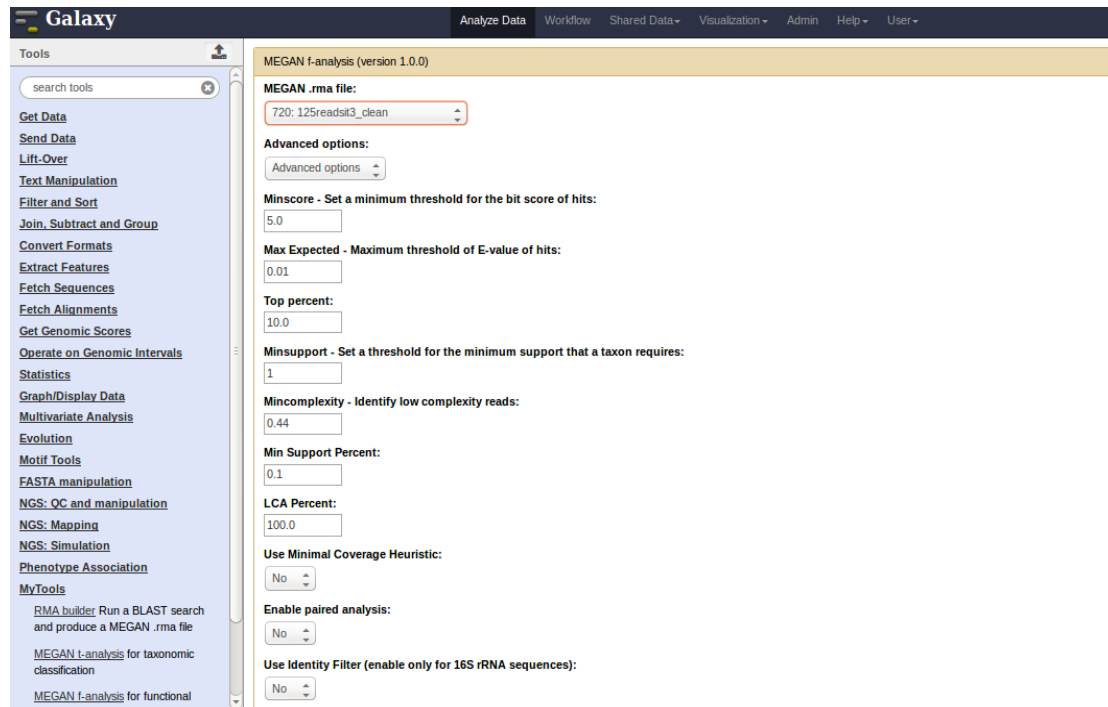 Galaxy
Analyze Data Workflow Shared Data Visualization Admin Help User
Tools
search tools
Get Data
Send Data
Lift-Over
Text Manipulation
Filter and Sort
Join, Subtract and Group
Convert Formats
Extract Features
Fetch Sequences
Fetch Alignments
Get Genomic Scores
Operate on Genomic Intervals
Statistics
Graph/Display Data
Multivariate Analysis
Evolution
Motif Tools
FASTA manipulation
NGS: QC and manipulation
NGS: Mapping
NGS: Simulation
Phenotype Association
MyTools
RMA builder Run a BLAST search
and produce a MEGAN .rma file
MEGAN t-analysis for taxonomic
classification
MEGAN f-analysis for functional
MEGAN f-analysis (version 1.0.0)
MEGAN .rma file:
720: 125readsit3_clean
Advanced options:
Advanced options
Minscore - Set a minimum threshold for the bit score of hits:
5.0
Max Expected - Maximum threshold of E-value of hits:
0.01
Top percent:
10.0
Minsupport - Set a threshold for the minimum support that a taxon requires:
1
Mincomplexity - Identify low complexity reads:
0.44
Min Support Percent:
0.1
LCA Percent:
100.0
Use Minimal Coverage Heuristic:
No
Enable paired analysis:
No
Use Identity Filter (enable only for 16S rRNA sequences):
No